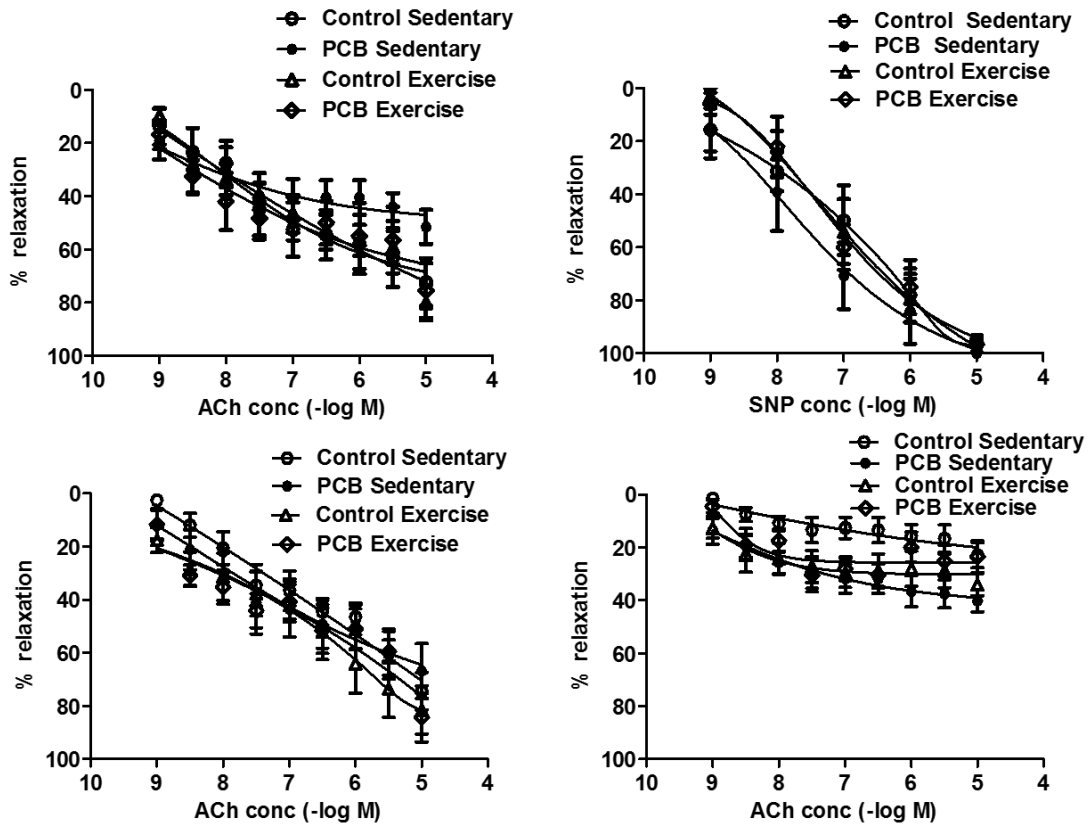 Control Sedentary
PCB Sedentary
Control Exercise
PCB Exercise
0
20
40
60
80
100
% relaxation
10 9 8 7 6 5 4
ACh conc (-log M)
Control Sedentary
PCB Sedentary
Control Exercise
PCB Exercise
0
20
40
60
80
100
% relaxation
10 9 8 7 6 5 4
SNP conc (-log M)
Control Sedentary
PCB Sedentary
Control Exercise
PCB Exercise
0
20
40
60
80
100
% relaxation
10 9 8 7 6 5 4
ACh conc (-log M)
Control Sedentary
PCB Sedentary
Control Exercise
PCB Exercise
0
20
40
60
80
100
% relaxation
10 9 8 7 6 5 4
ACh conc (-log M)